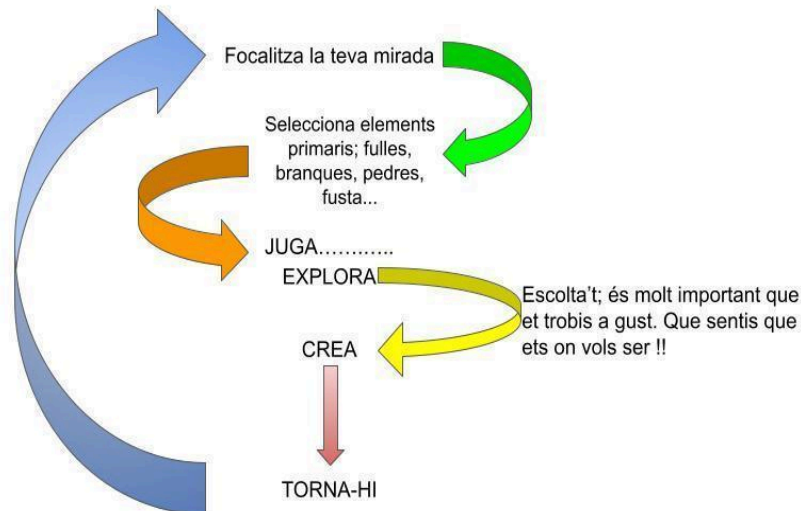 Focalitza la teva mirada
Selecciona elements
primaris; fulles,
branques, pedres,
fusta...
JUGA...........
EXPLORA
Escolta't; és molt important que
et trobis a gust. Que sentis que
ets on vols ser !!
CREA
TORNA-HI